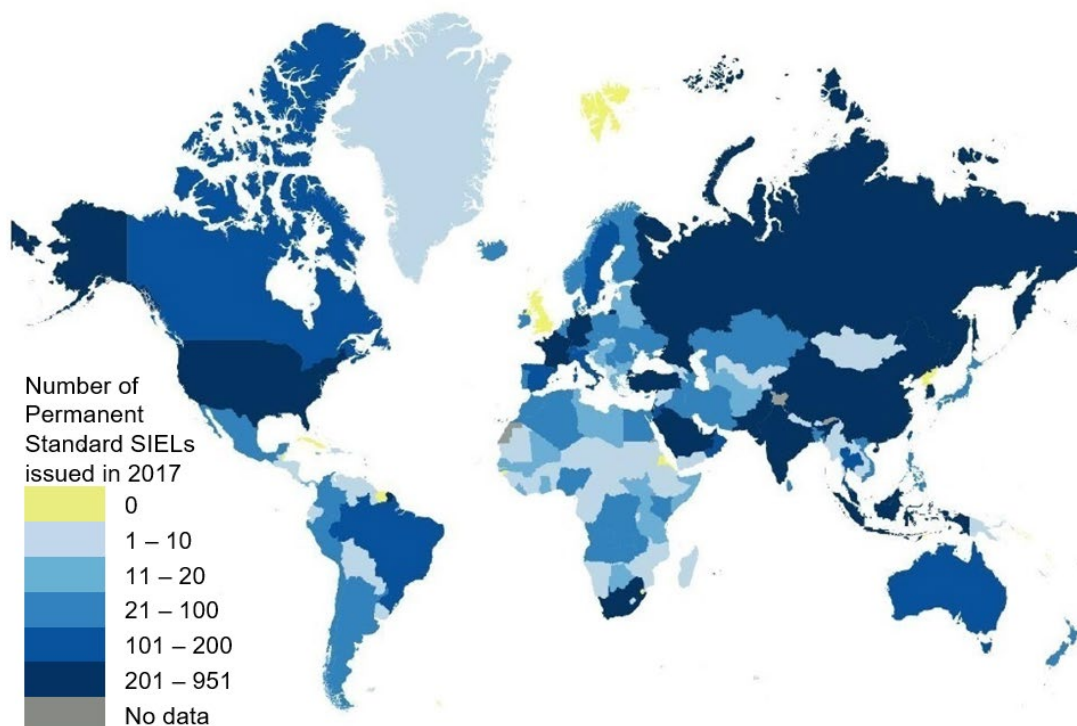 Number of
Permanent
Standard SIELs
issued in 2017
0
1 – 10
11 – 20
21 – 100
101 – 200
201 – 951
No data